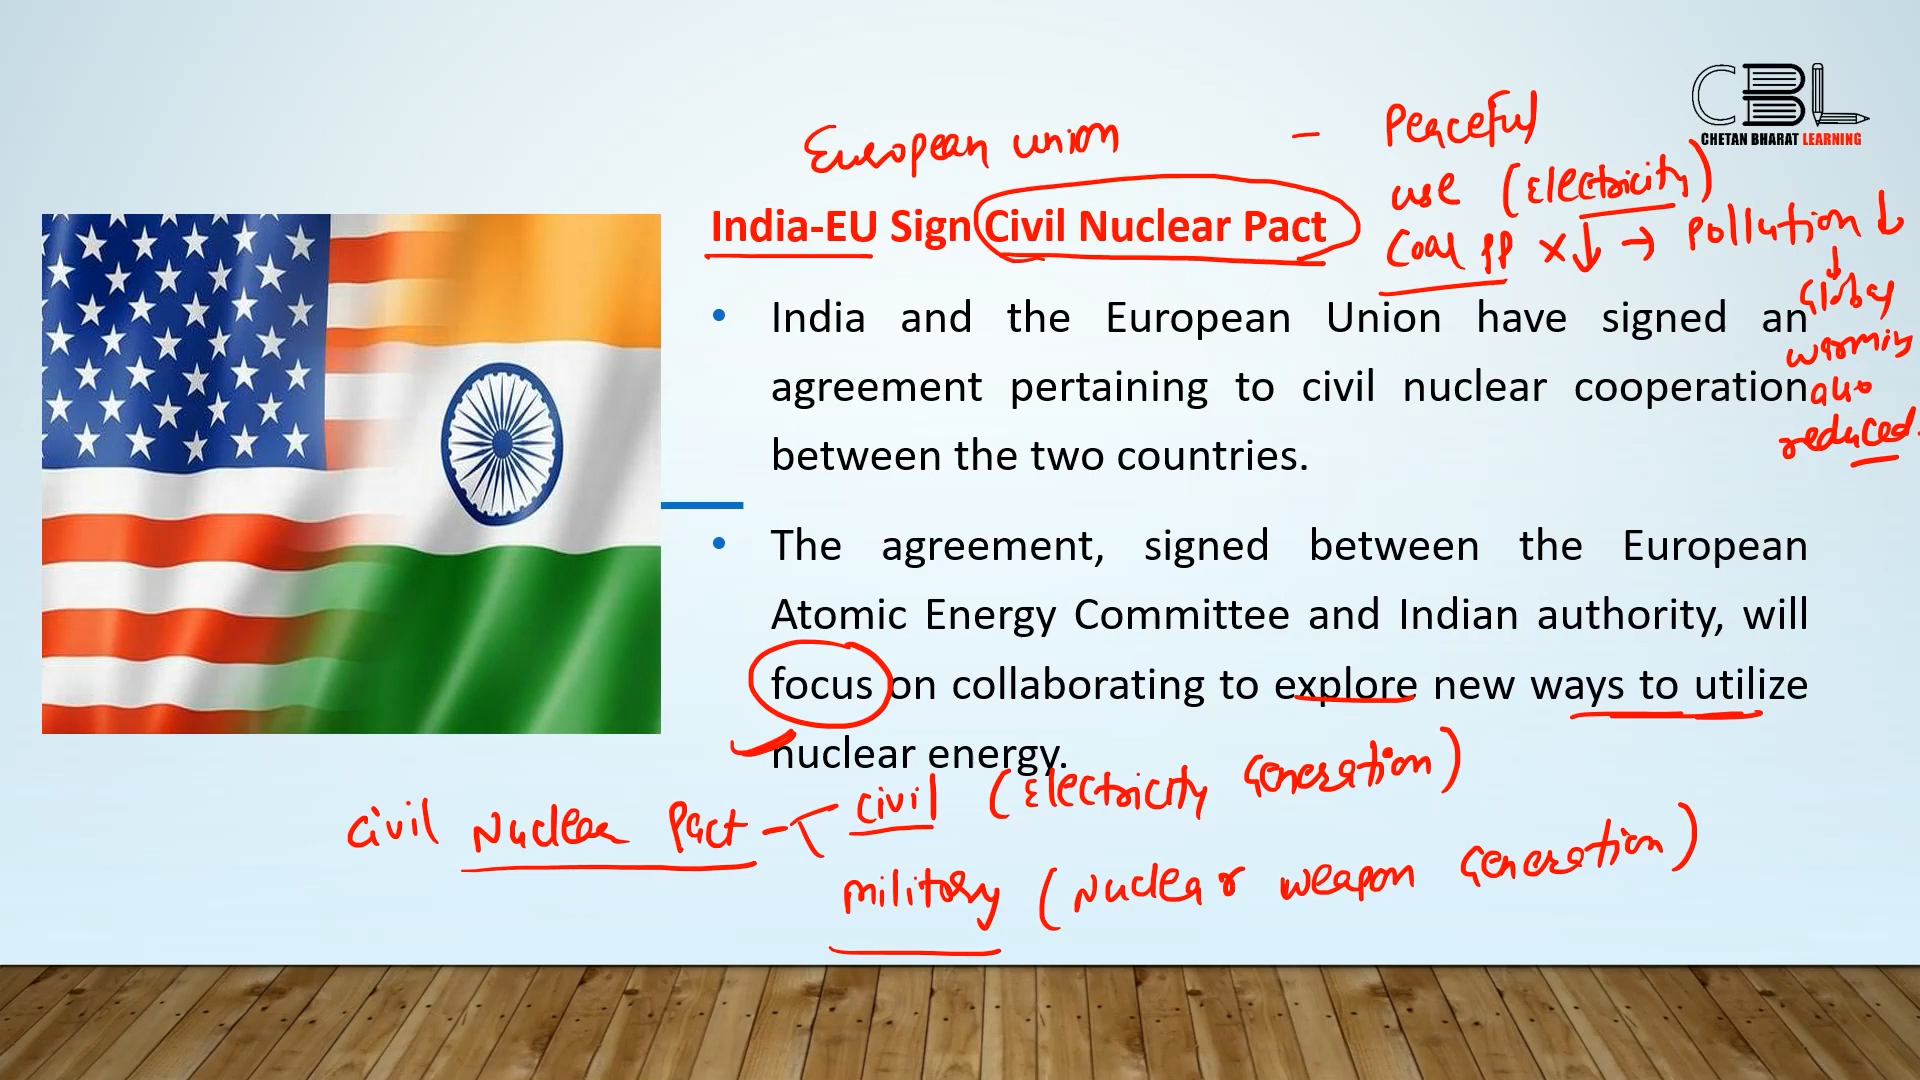 CBL
CHETAN BHARAT LEARNING
European union - Peaceful
use (Electricity)
India-EU Sign Civil Nuclear Pact
Coal PP × ↓ → Pollution ↓
↓
India and the European Union have signed an
warming
agreement pertaining to civil nuclear cooperation
also
reduced.
between the two countries.
The agreement, signed between the European
Atomic Energy Committee and Indian authority, will
focus on collaborating to explore new ways to utilize
nuclear energy.
Civil Nuclear Pact - civil (Electricity Generation)
military (Nuclear weapon Generation)